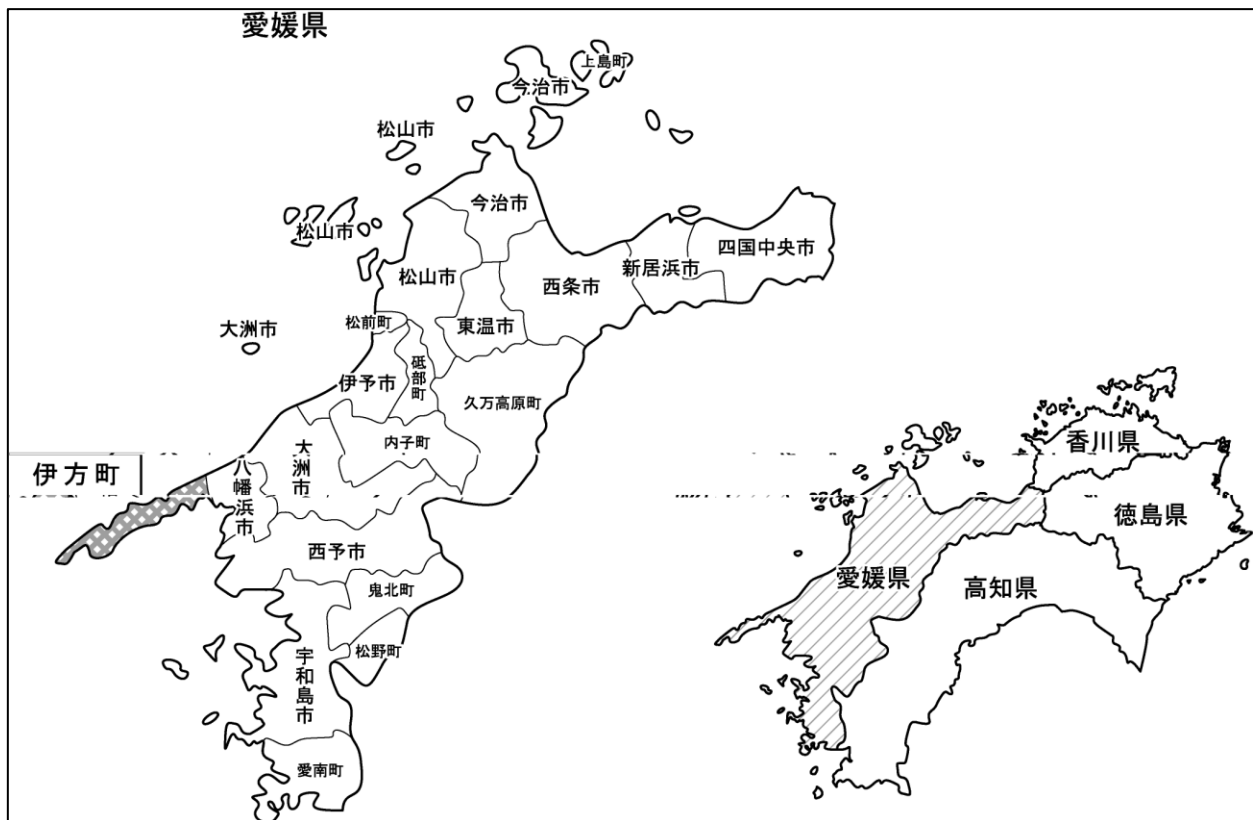 愛媛県
上島町
今治市
松山市
今治市
松山市
四国中央市
新居浜市
松山市
西条市
松前町
東温市
大洲市
砥部町
伊予市
久万高原町
内子町
大洲市
伊方町
八幡浜市
西予市
鬼北町
松野町
宇和島市
愛南町
香川県
徳島県
愛媛県
高知県